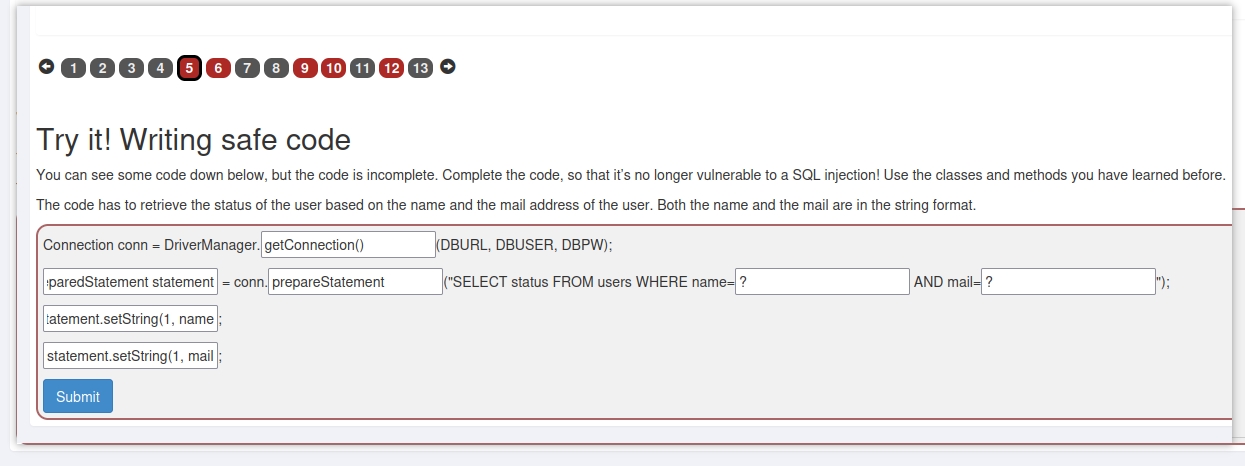 1 2 3 4 5 6 7 8 9 10 11 12 13
Try it! Writing safe code
You can see some code down below, but the code is incomplete. Complete the code, so that it's no longer vulnerable to a SQL injection! Use the classes and methods you have learned before.
The code has to retrieve the status of the user based on the name and the mail address of the user. Both the name and the mail are in the string format.
Connection conn = DriverManager. getConnection() (DBURL, DBUSER, DBPW);
paredStatement statement = conn. prepareStatement ("SELECT status FROM users WHERE name= ? AND mail= ? ");
atement.setString(1, name ;
statement.setString(1, mail ;
Submit